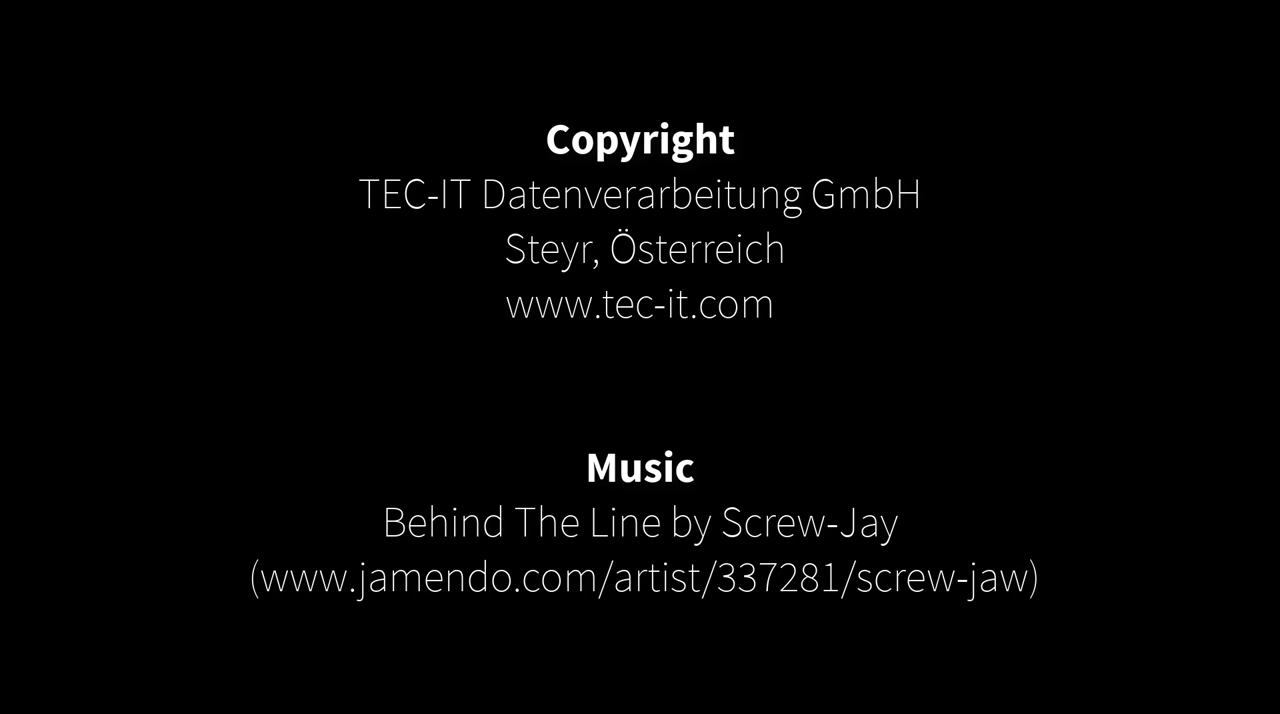 Copyright
TEC-IT Datenverarbeitung GmbH
Steyr, Österreich
www.tec-it.com
Music
Behind The Line by Screw-Jay
(www.jamendo.com/artist/337281/screw-jaw)